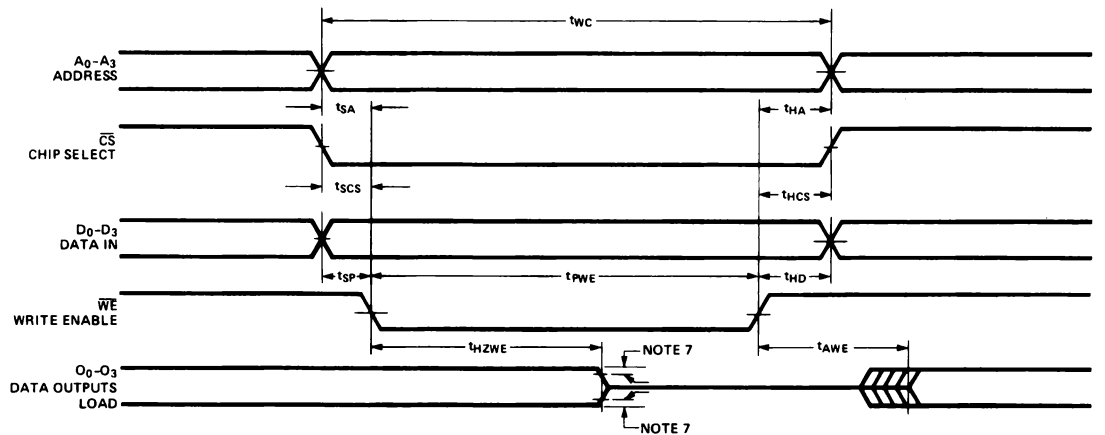 tWC
A0-A3
ADDRESS
tSA
tHA
CS
CHIP SELECT
tSCS
tHCS
D0-D3
DATA IN
tSP
tPWE
tHD
WE
WRITE ENABLE
tHZWE
NOTE 7
tAWE
O0-O3
DATA OUTPUTS
LOAD
NOTE 7